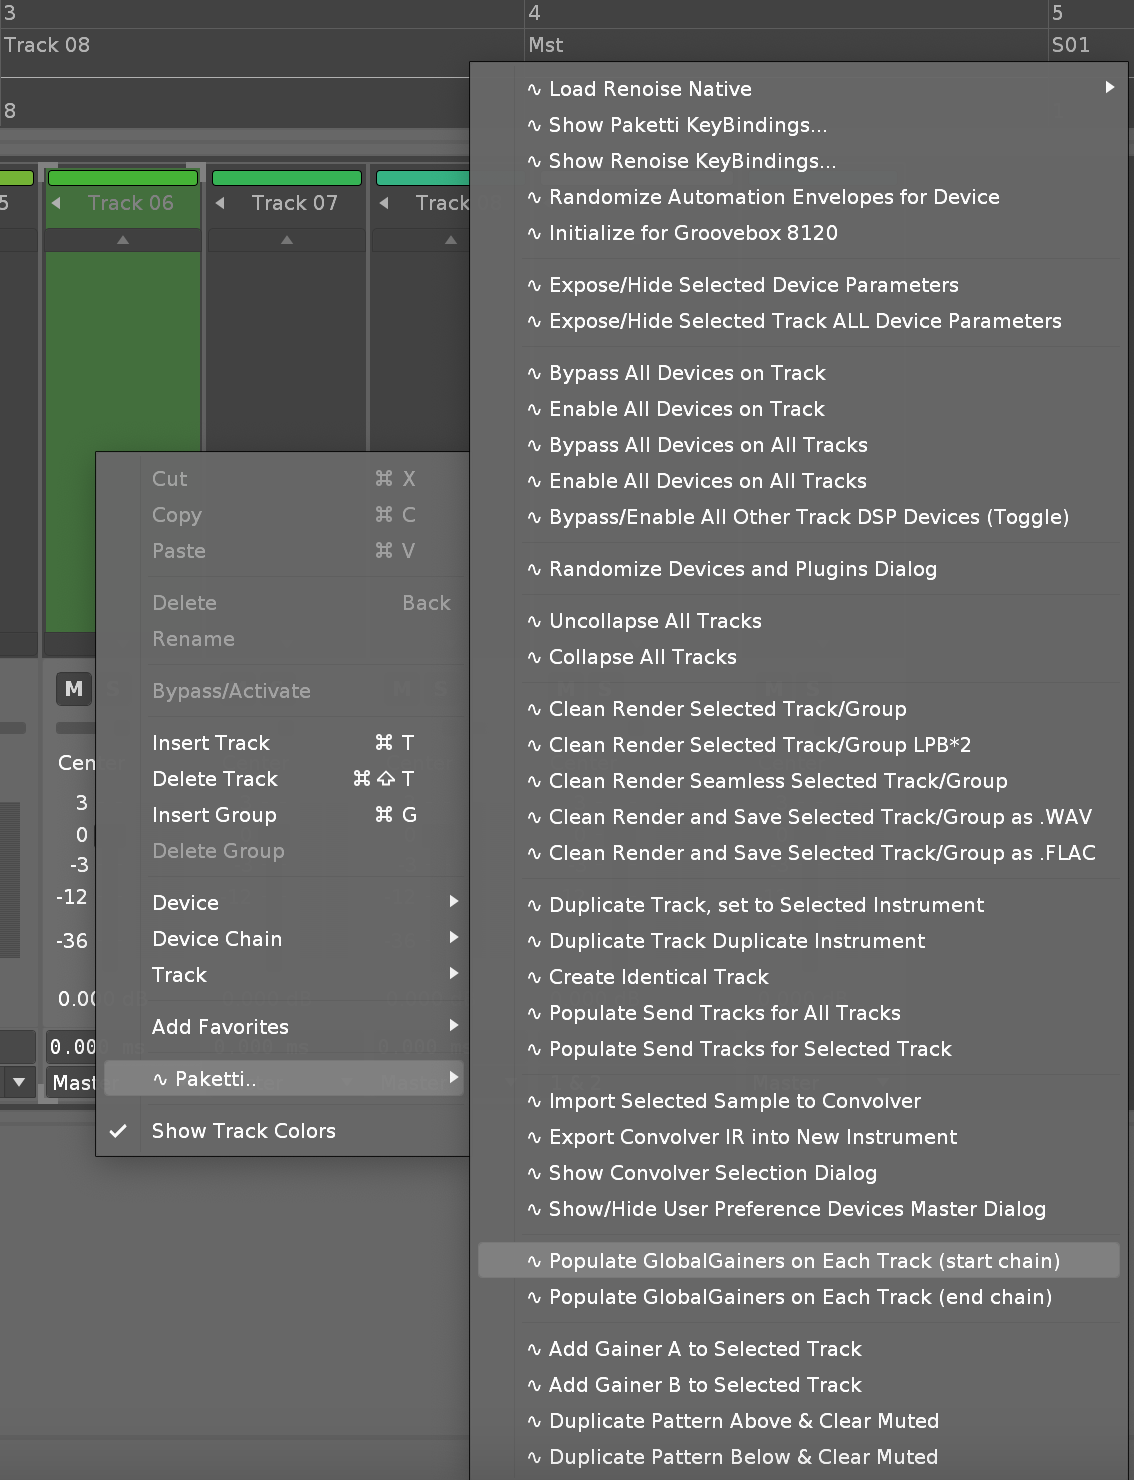 3
4
5
Track 08
Mst
S01
8
5
Track 06
Track 07
Track
Cut ⌘ X
Copy ⌘ C
Paste ⌘ V
Delete Back
Rename
Bypass/Activate
Insert Track ⌘ T
Delete Track ⌘⇧ T
Insert Group ⌘ G
Delete Group
Device
Device Chain
Track
Add Favorites
∿ Paketti..
✓ Show Track Colors
M
Cen
3
0
-3
-12
-36
0.00
0.00
Mast
∿ Load Renoise Native
∿ Show Paketti KeyBindings...
∿ Show Renoise KeyBindings...
∿ Randomize Automation Envelopes for Device
∿ Initialize for Groovebox 8120
∿ Expose/Hide Selected Device Parameters
∿ Expose/Hide Selected Track ALL Device Parameters
∿ Bypass All Devices on Track
∿ Enable All Devices on Track
∿ Bypass All Devices on All Tracks
∿ Enable All Devices on All Tracks
∿ Bypass/Enable All Other Track DSP Devices (Toggle)
∿ Randomize Devices and Plugins Dialog
∿ Uncollapse All Tracks
∿ Collapse All Tracks
∿ Clean Render Selected Track/Group
∿ Clean Render Selected Track/Group LPB*2
∿ Clean Render Seamless Selected Track/Group
∿ Clean Render and Save Selected Track/Group as .WAV
∿ Clean Render and Save Selected Track/Group as .FLAC
∿ Duplicate Track, set to Selected Instrument
∿ Duplicate Track Duplicate Instrument
∿ Create Identical Track
∿ Populate Send Tracks for All Tracks
∿ Populate Send Tracks for Selected Track
∿ Import Selected Sample to Convolver
∿ Export Convolver IR into New Instrument
∿ Show Convolver Selection Dialog
∿ Show/Hide User Preference Devices Master Dialog
∿ Populate GlobalGainers on Each Track (start chain)
∿ Populate GlobalGainers on Each Track (end chain)
∿ Add Gainer A to Selected Track
∿ Add Gainer B to Selected Track
∿ Duplicate Pattern Above & Clear Muted
∿ Duplicate Pattern Below & Clear Muted